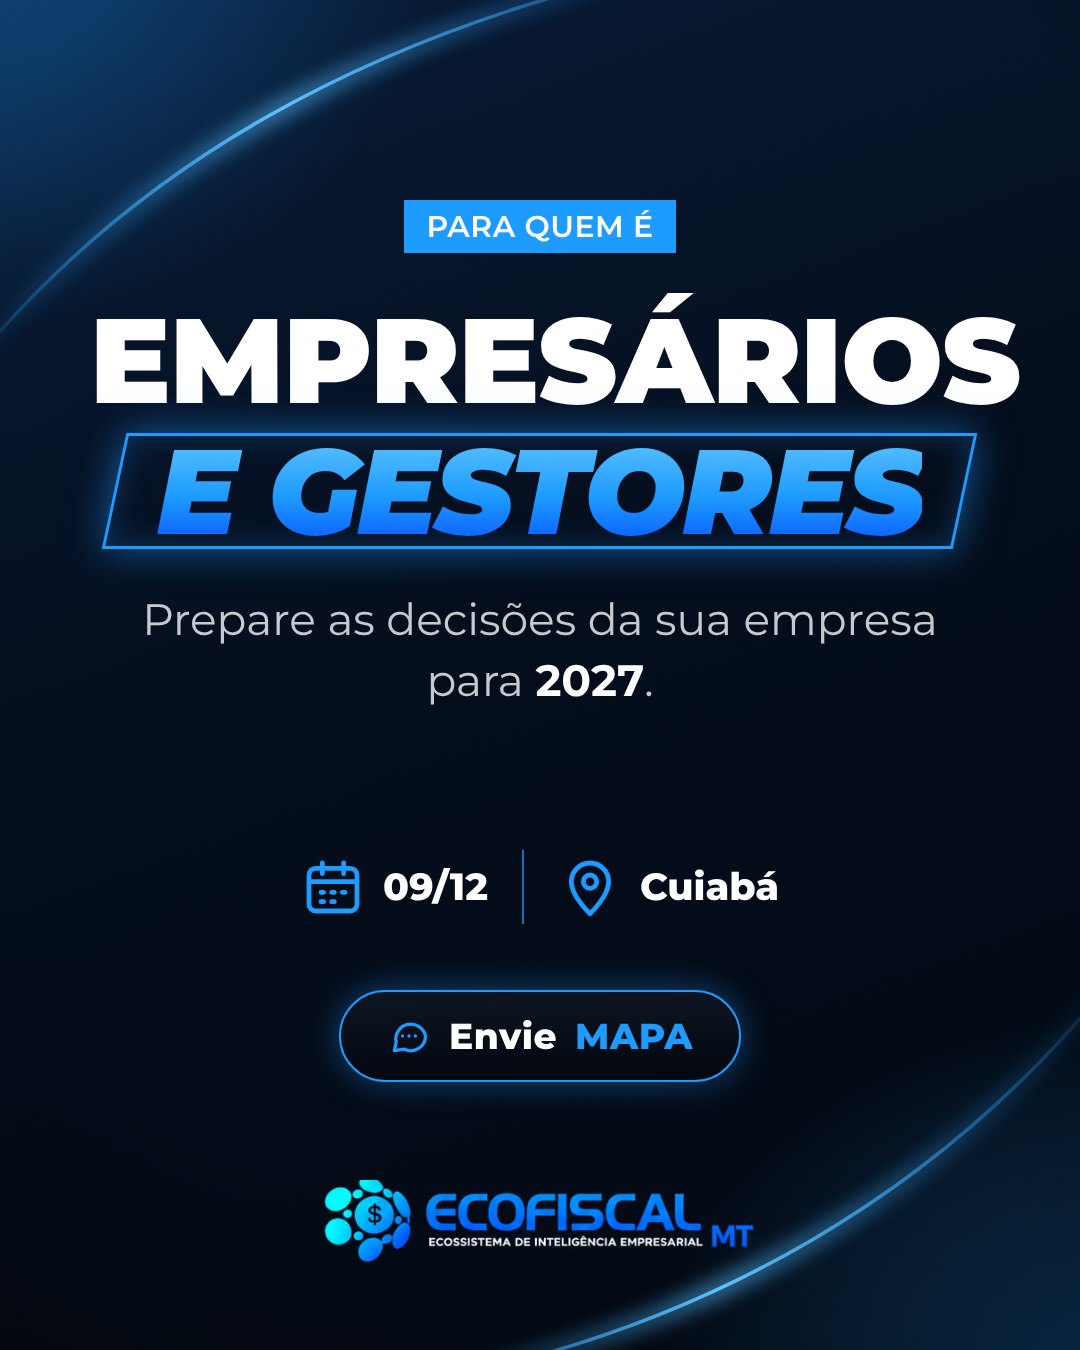 PARA QUEM É
EMPRESÁRIOS
E GESTORES
Prepare as decisões da sua empresa
para 2027.
09/12
Cuiabá
Envie MAPA
$
ECOFISCAL
ECOSSISTEMA DE INTELIGÊNCIA EMPRESARIAL
MT